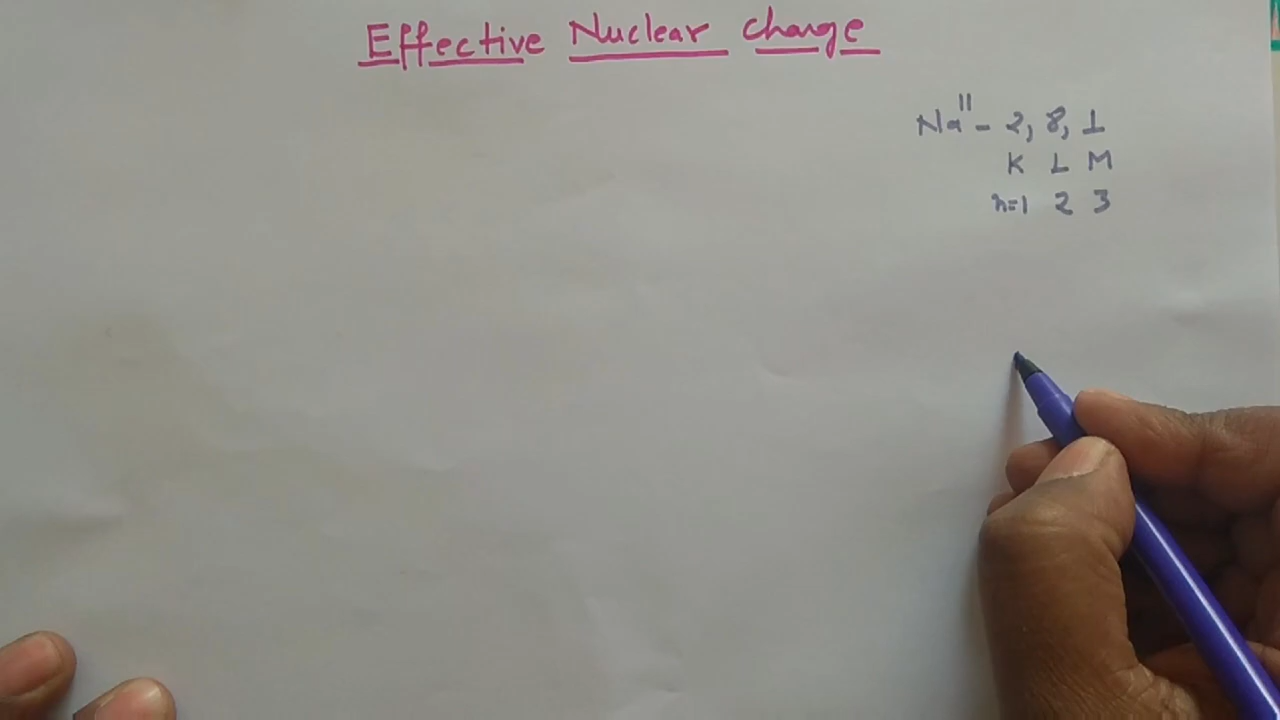 Effective Nuclear Charge
Na¹¹ - 2, 8, 1
K L M
n=1 2 3